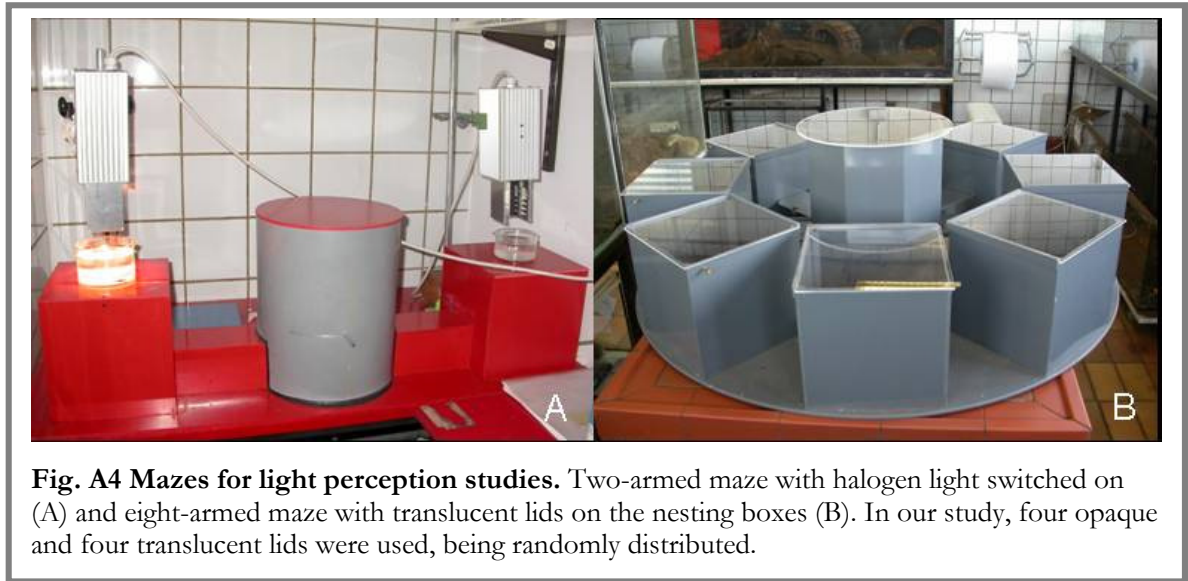 A
B
Fig. A4 Mazes for light perception studies. Two-armed maze with halogen light switched on
(A) and eight-armed maze with translucent lids on the nesting boxes (B). In our study, four opaque
and four translucent lids were used, being randomly distributed.